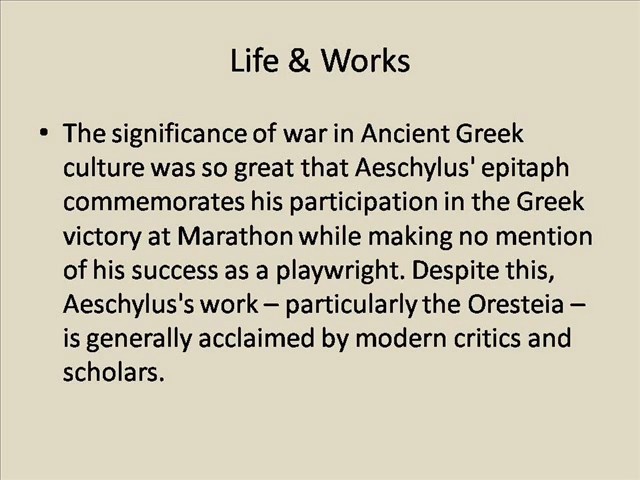 Life & Works
• The significance of war in Ancient Greek
culture was so great that Aeschylus' epitaph
commemorates his participation in the Greek
victory at Marathon while making no mention
of his success as a playwright. Despite this,
Aeschylus's work – particularly the Oresteia –
is generally acclaimed by modern critics and
scholars.